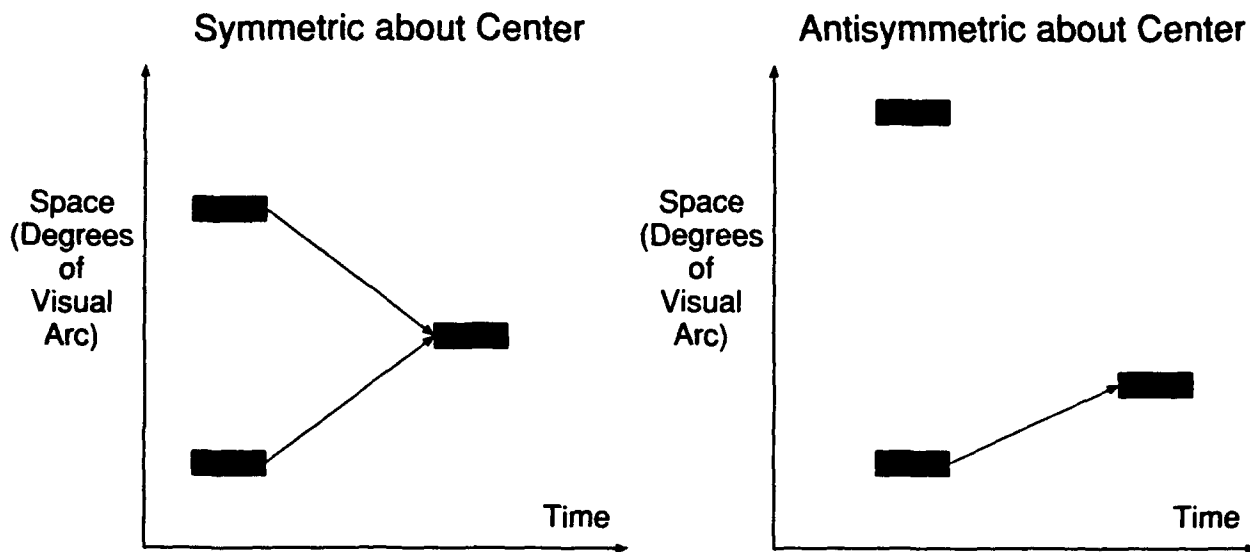 Symmetric about Center
Space
(Degrees
of
Visual
Arc)
Time
Antisymmetric about Center
Space
(Degrees
of
Visual
Arc)
Time